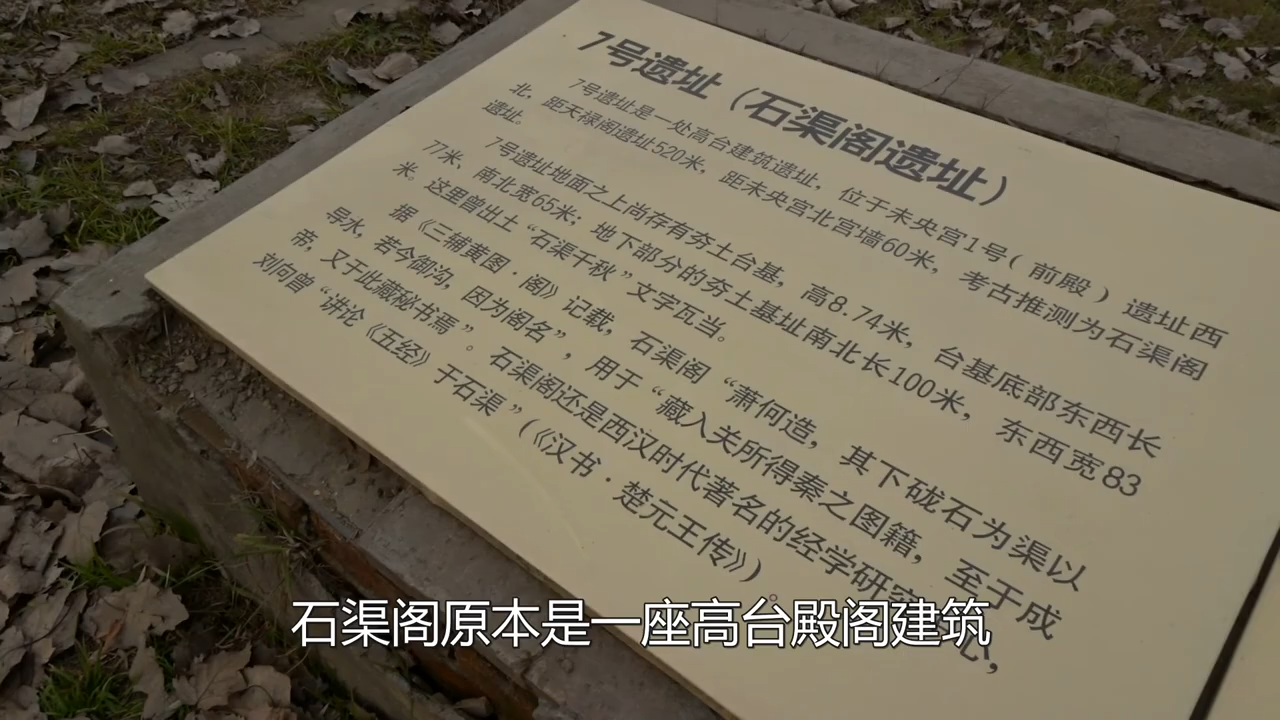 7号遗址（石渠阁遗址）
7号遗址是一处高台建筑遗址，位于未央宫1号（前殿）遗址西
北，距天禄阁遗址520米，距未央宫北宫墙60米，考古推测为石渠阁
遗址。
7号遗址地面之上尚存有夯土台基，高8.74米，台基底部东西长
77米、南北宽65米；地下部分的夯土基址南北长100米，东西宽83
米。这里曾出土“石渠千秋”文字瓦当。
据《三辅黄图·阁》记载，石渠阁“萧何造，其下砻石为渠以
导水，若今御沟，因为阁名”，用于“藏入关所得秦之图籍，至于成
帝，又于此藏秘书焉”。石渠阁还是西汉时代著名的经学研究中心，
刘向曾“讲论《五经》于石渠”（《汉书·楚元王传》）。
石渠阁原本是一座高台殿阁建筑